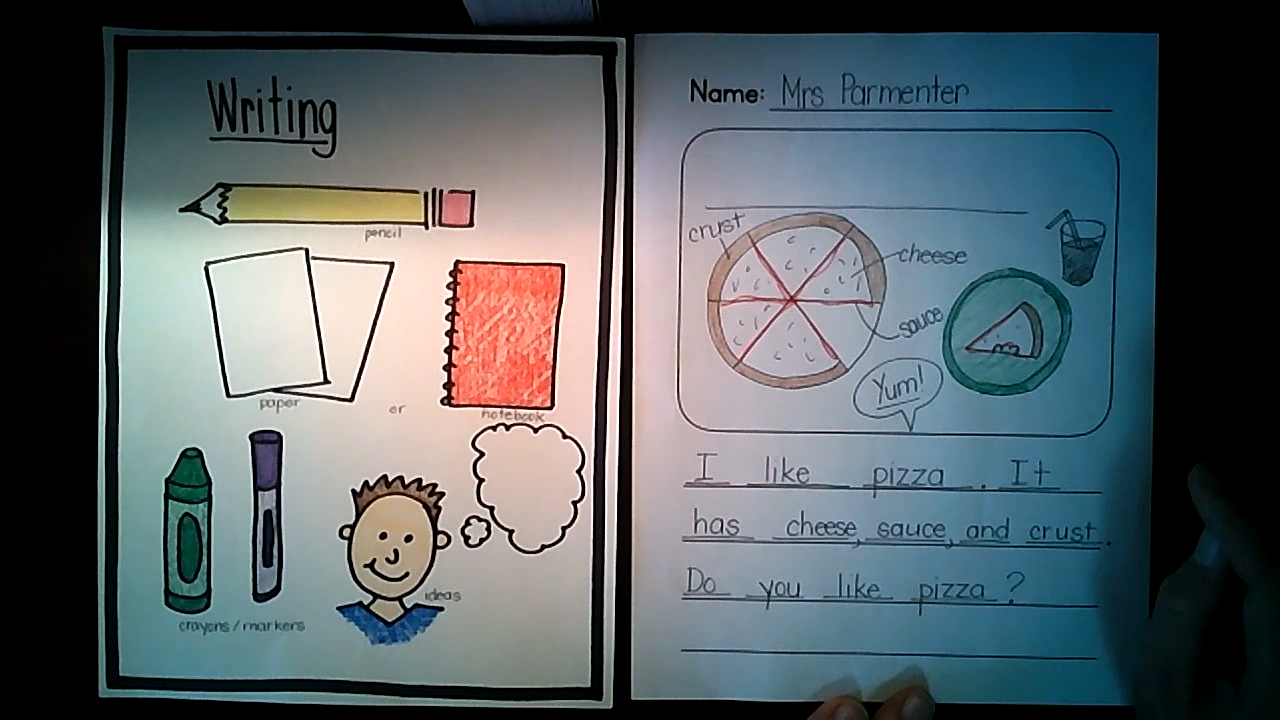 Writing
pencil
paper or notebook
ideas
crayons / markers
Name: Mrs Parmenter
crust
cheese
sauce
Yum!
I like pizza. It
has cheese, sauce, and crust.
Do you like pizza?